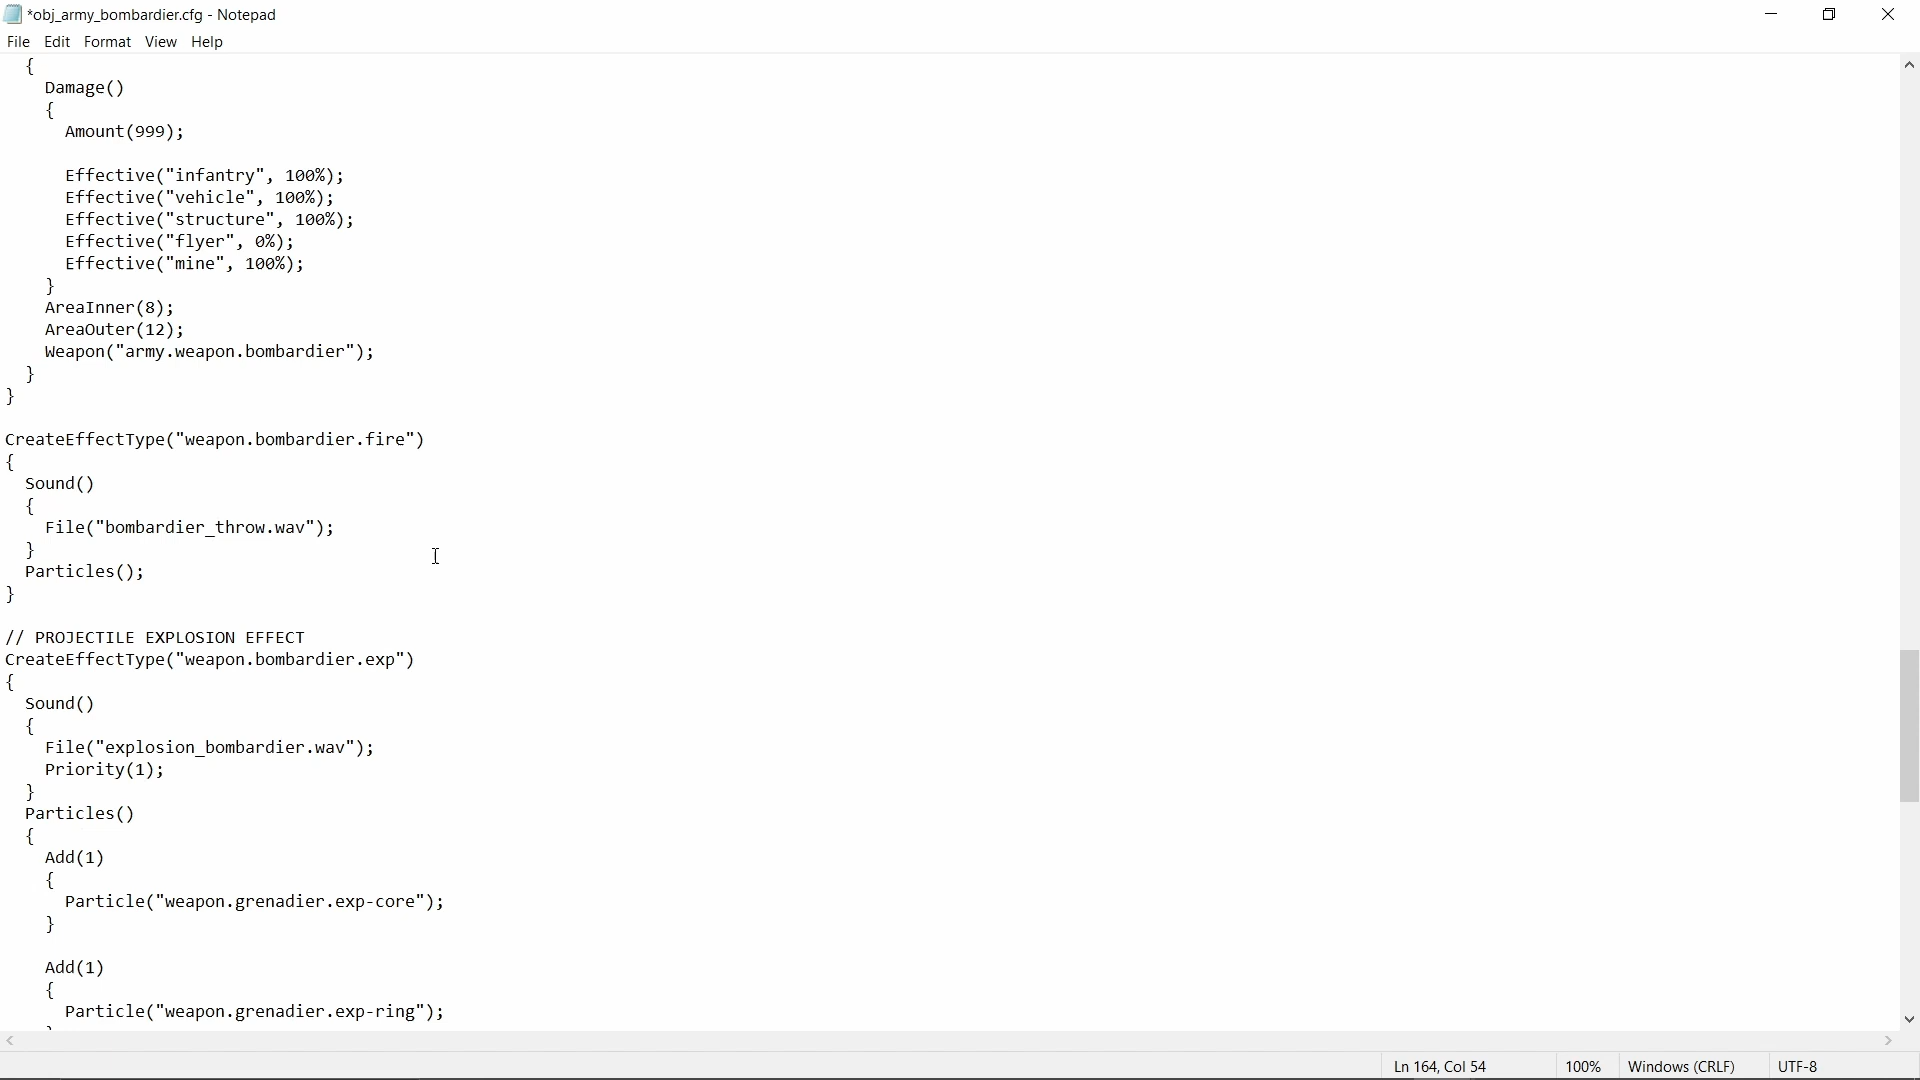 *obj_army_bombardier.cfg - Notepad
File Edit Format View Help
{
Damage()
{
Amount(999);
Effective("infantry", 100%);
Effective("vehicle", 100%);
Effective("structure", 100%);
Effective("flyer", 0%);
Effective("mine", 100%);
}
AreaInner(8);
AreaOuter(12);
Weapon("army.weapon.bombardier");
}
}
CreateEffectType("weapon.bombardier.fire")
{
Sound()
{
File("bombardier_throw.wav");
}
Particles();
}
// PROJECTILE EXPLOSION EFFECT
CreateEffectType("weapon.bombardier.exp")
{
Sound()
{
File("explosion_bombardier.wav");
Priority(1);
}
Particles()
{
Add(1)
{
Particle("weapon.grenadier.exp-core");
}
Add(1)
{
Particle("weapon.grenadier.exp-ring");
}
Ln 164, Col 54 100% Windows (CRLF) UTF-8